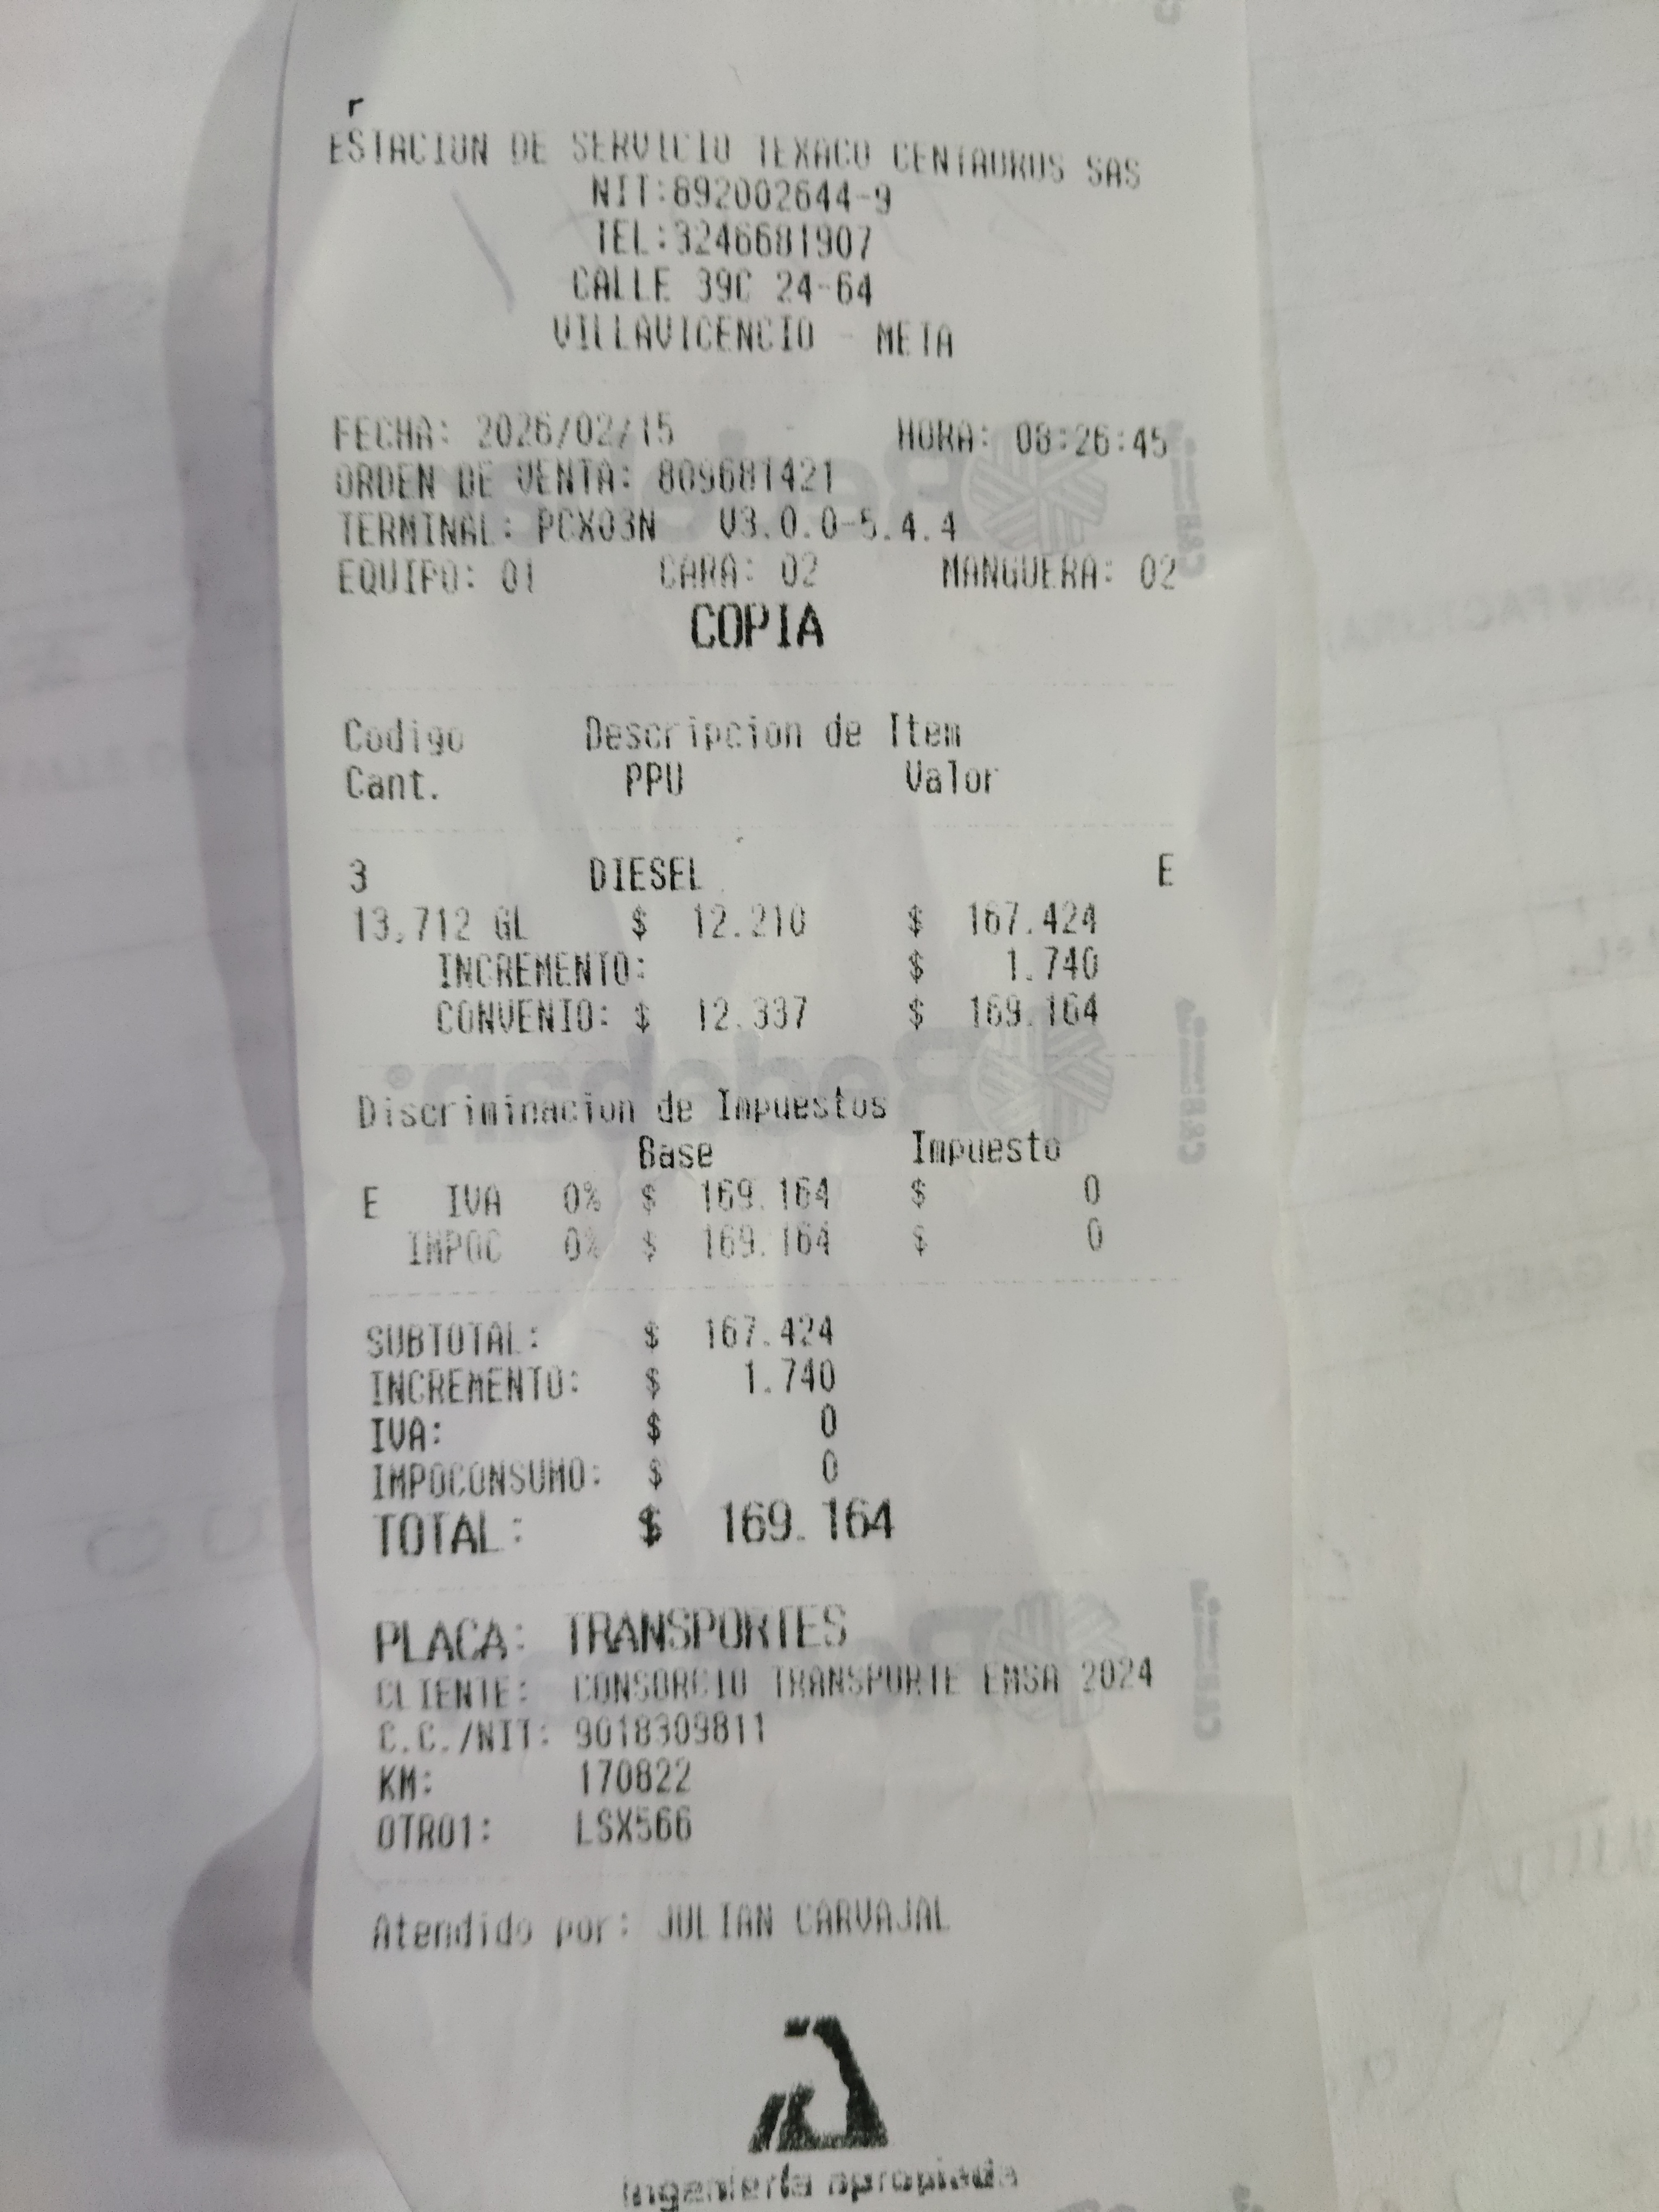 ESTACION DE SERVICIO TEXACO CENTAUROS SAS
NIT:892002644-9
TEL:3246681907
CALLE 39C 24-64
VILLAVICENCIO - META
FECHA: 2026/02/15 HORA: 08:26:45
ORDEN DE VENTA: 809681421
TERMINAL: PCX03N V3.0.0-5.4.4
EQUIPO: 01 CARA: 02 MANGUERA: 02
COPIA
Codigo Descripcion de Item
Cant. PPU Valor
3 DIESEL E
13,712 GL $ 12.210 $ 167.424
INCREMENTO: $ 1.740
CONVENIO: $ 12.337 $ 169.164
Redeban
Discriminacion de Impuestos
Base Impuesto
E IVA 0% $ 169.164 $ 0
IMPOC 0% $ 169.164 $ 0
SUBTOTAL: $ 167.424
INCREMENTO: $ 1.740
IVA: $ 0
IMPOCONSUMO: $ 0
TOTAL: $ 169.164
PLACA: TRANSPORTES
CLIENTE: CONSORCIO TRANSPORTE EMSA 2024
C.C./NIT: 9018309811
KM: 170822
OTRO1: LSX566
Atendido por: JULIAN CARVAJAL
ingeniería apropiada